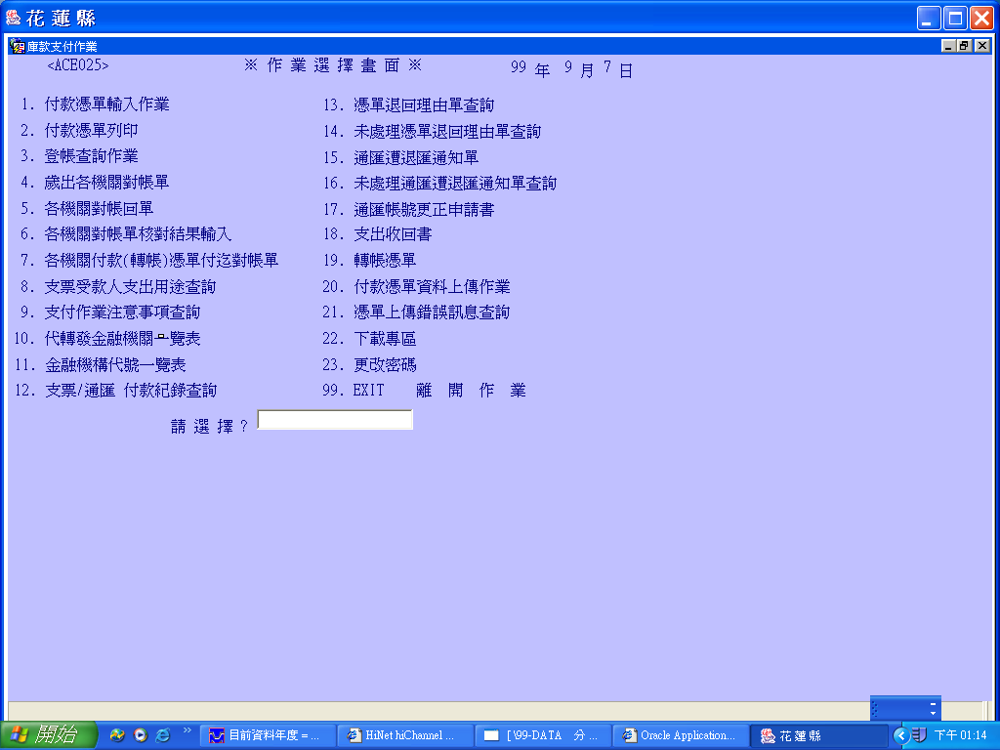 花蓮縣
庫款支付作業
<ACE025> ※ 作 業 選 擇 畫 面 ※ 99 年 9 月 7 日
1. 付款憑單輸入作業
2. 付款憑單列印
3. 登帳查詢作業
4. 歲出各機關對帳單
5. 各機關對帳回單
6. 各機關對帳單核對結果輸入
7. 各機關付款(轉帳)憑單付迄對帳單
8. 支票受款人支出用途查詢
9. 支付作業注意事項查詢
10. 代轉發金融機關一覽表
11. 金融機構代號一覽表
12. 支票/通匯 付款紀錄查詢
13. 憑單退回理由單查詢
14. 未處理憑單退回理由單查詢
15. 通匯遭退匯通知單
16. 未處理通匯遭退匯通知單查詢
17. 通匯帳號更正申請書
18. 支出收回書
19. 轉帳憑單
20. 付款憑單資料上傳作業
21. 憑單上傳錯誤訊息查詢
22. 下載專區
23. 更改密碼
99. EXIT 離 開 作 業
請 選 擇 ?
開始 目前資料年度 = ... HiNet hiChannel ... [\99-DATA 分 ... Oracle Application... 花蓮縣 下午 01:14